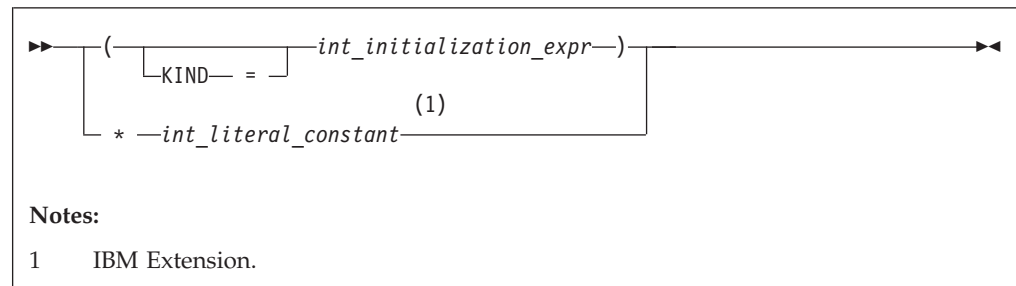 ( int_initialization_expr )
KIND =
(1)
* int_literal_constant
Notes:
1 IBM Extension.